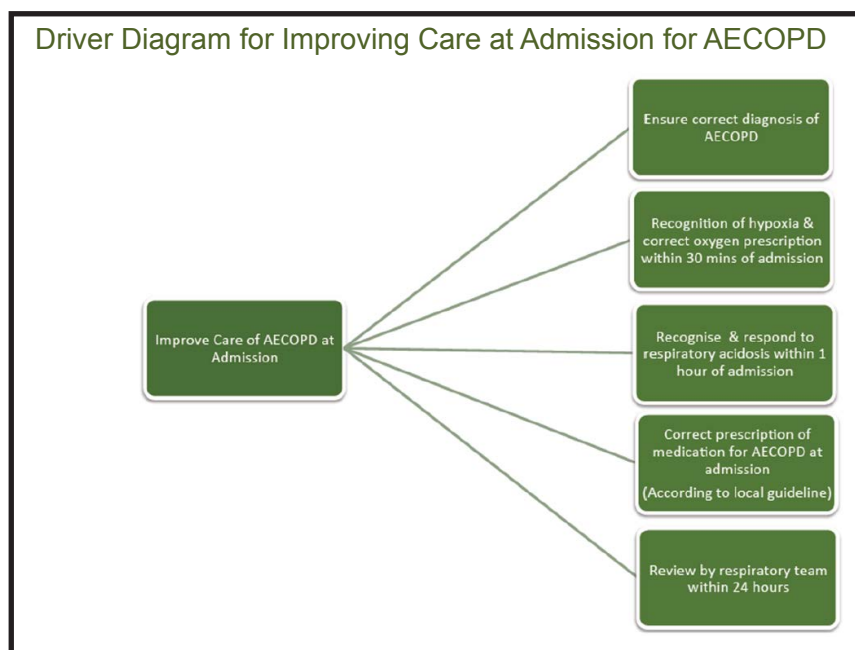 Driver Diagram for Improving Care at Admission for AECOPD
Ensure correct diagnosis of
AECOPD
Recognition of hypoxia &
correct oxygen prescription
within 30 mins of admission
Improve Care of AECOPD at
Admission
Recognise & respond to
respiratory acidosis within 1
hour of admission
Correct prescription of
medication for AECOPD at
admission
(According to local guideline)
Review by respiratory team
within 24 hours